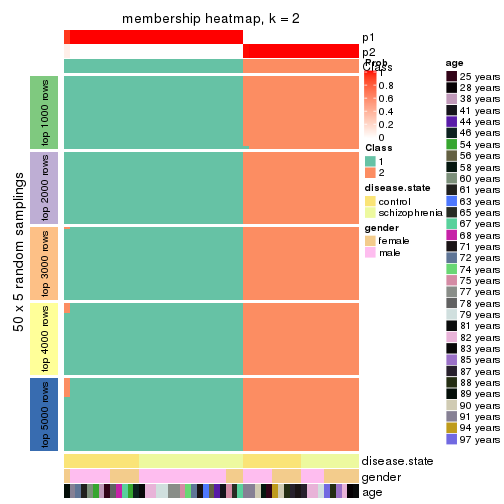 membership heatmap, k = 2
p1
p2
Class
50 x 5 random samplings
top 1000 rows
top 2000 rows
top 3000 rows
top 4000 rows
top 5000 rows
disease.state
gender
age
Prob
1
0.8
0.6
0.4
0.2
0
Class
1
2
disease.state
control
schizophrenia
gender
female
male
age
25 years
28 years
38 years
41 years
44 years
46 years
54 years
56 years
58 years
60 years
61 years
63 years
65 years
67 years
68 years
71 years
72 years
74 years
75 years
77 years
78 years
79 years
81 years
82 years
83 years
85 years
87 years
88 years
89 years
90 years
91 years
94 years
97 years